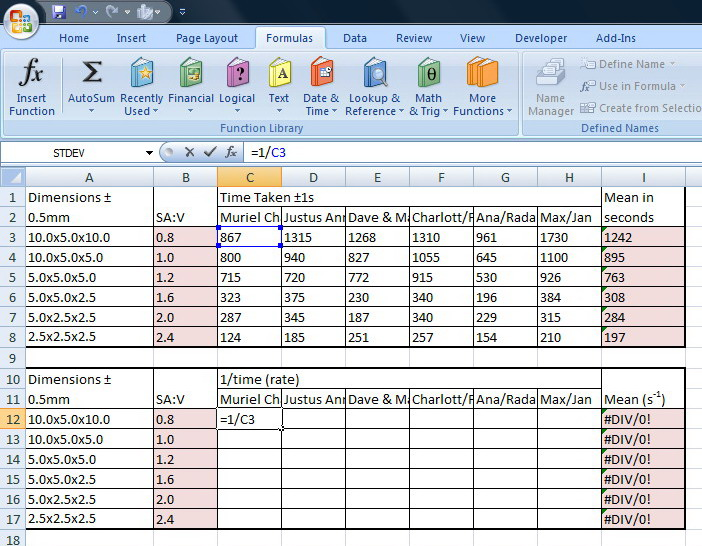 Home Insert Page Layout Formulas Data Review View Developer Add-Ins
fx Σ ? A θ
Insert Function
AutoSum
Recently Used
Financial
Logical
Text
Date & Time
Lookup & Reference
Math & Trig
More Functions
Name Manager
Define Name
Use in Formula
Create from Selectio
Function Library
Defined Names
STDEV fx =1/C3
A B C D E F G H I
1 Dimensions ± Time Taken ±1s Mean in
2 0.5mm SA:V Muriel Ch Justus Ann Dave & Ma Charlott/F Ana/Rada Max/Jan seconds
3 10.0x5.0x10.0 0.8 867 1315 1268 1310 961 1730 1242
4 10.0x5.0x5.0 1.0 800 940 827 1055 645 1100 895
5 5.0x5.0x5.0 1.2 715 720 772 915 530 926 763
6 5.0x5.0x2.5 1.6 323 375 230 340 196 384 308
7 5.0x5.0x2.5 2.0 287 345 187 340 229 315 284
8 2.5x2.5x2.5 2.4 124 185 251 257 154 210 197
9
10 Dimensions ± 1/time (rate)
11 0.5mm SA:V Muriel Ch Justus Ann Dave & Ma Charlott/F Ana/Rada Max/Jan Mean (s⁻¹)
12 10.0x5.0x10.0 0.8 =1/C3 #DIV/0!
13 10.0x5.0x5.0 1.0 #DIV/0!
14 5.0x5.0x5.0 1.2 #DIV/0!
15 5.0x5.0x2.5 1.6 #DIV/0!
16 5.0x2.5x2.5 2.0 #DIV/0!
17 2.5x2.5x2.5 2.4 #DIV/0!
18